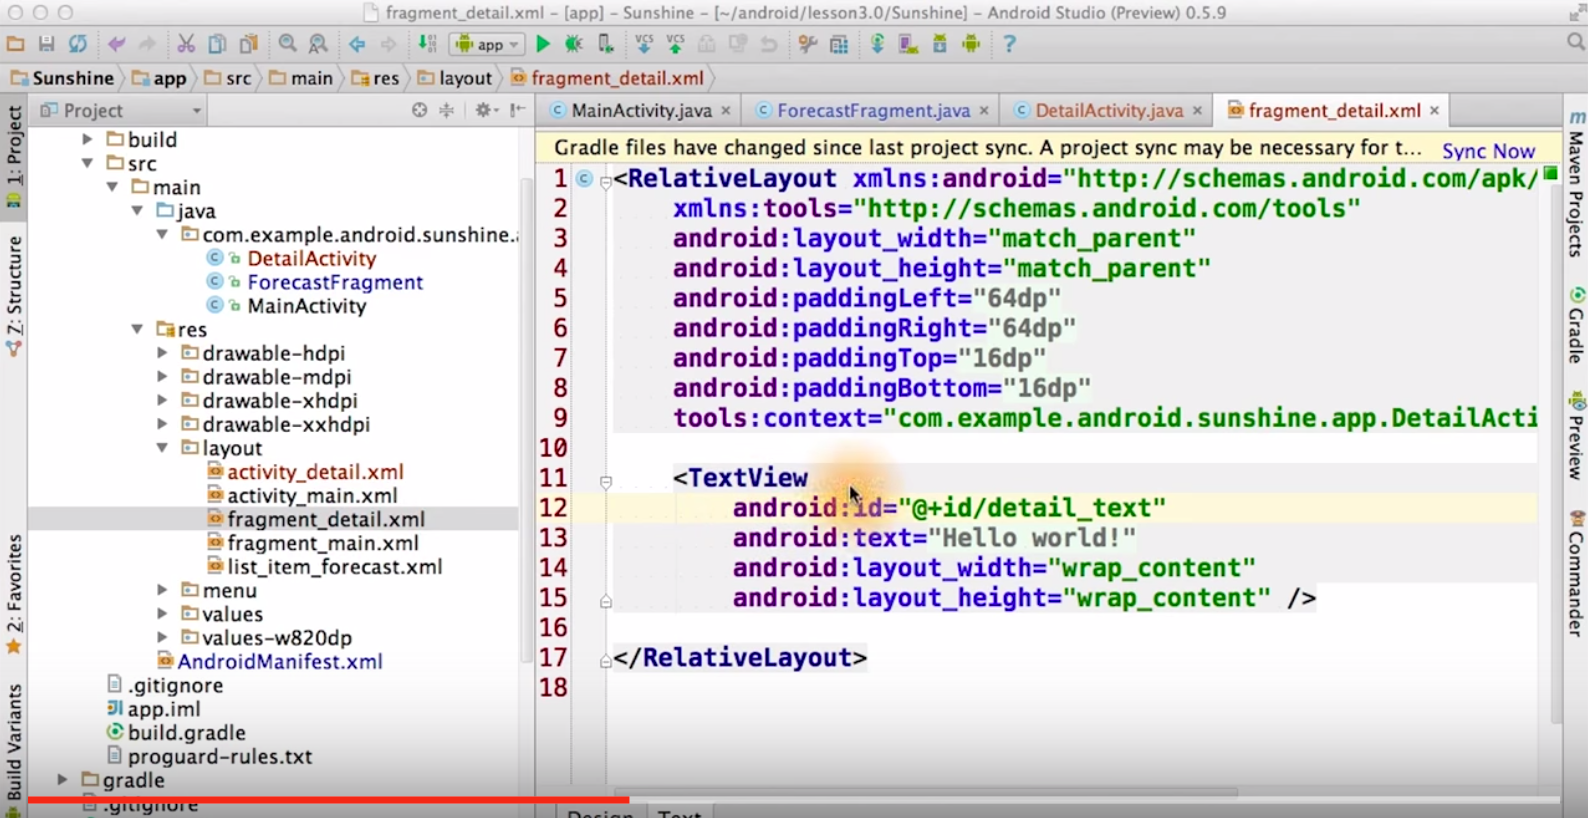 fragment_detail.xml – [app] – Sunshine – [~/android/lesson3.0/Sunshine] – Android Studio (Preview) 0.5.9
app
VCS VCS
Sunshine app src main res layout fragment_detail.xml
Project
MainActivity.java ForecastFragment.java DetailActivity.java fragment_detail.xml
1: Project
Z: Structure
2: Favorites
Build Variants
build
src
main
java
com.example.android.sunshine.
DetailActivity
ForecastFragment
MainActivity
res
drawable-hdpi
drawable-mdpi
drawable-xhdpi
drawable-xxhdpi
layout
activity_detail.xml
activity_main.xml
fragment_detail.xml
fragment_main.xml
list_item_forecast.xml
menu
values
values-w820dp
AndroidManifest.xml
.gitignore
app.iml
build.gradle
proguard-rules.txt
gradle
.gitignore
Gradle files have changed since last project sync. A project sync may be necessary for t... Sync Now
1 <RelativeLayout xmlns:android="http://schemas.android.com/apk/
2 xmlns:tools="http://schemas.android.com/tools"
3 android:layout_width="match_parent"
4 android:layout_height="match_parent"
5 android:paddingLeft="64dp"
6 android:paddingRight="64dp"
7 android:paddingTop="16dp"
8 android:paddingBottom="16dp"
9 tools:context="com.example.android.sunshine.app.DetailActi
10
11 <TextView
12 android:id="@+id/detail_text"
13 android:text="Hello world!"
14 android:layout_width="wrap_content"
15 android:layout_height="wrap_content" />
16
17 </RelativeLayout>
18
Design Text
Maven Projects
Gradle
Preview
Commander